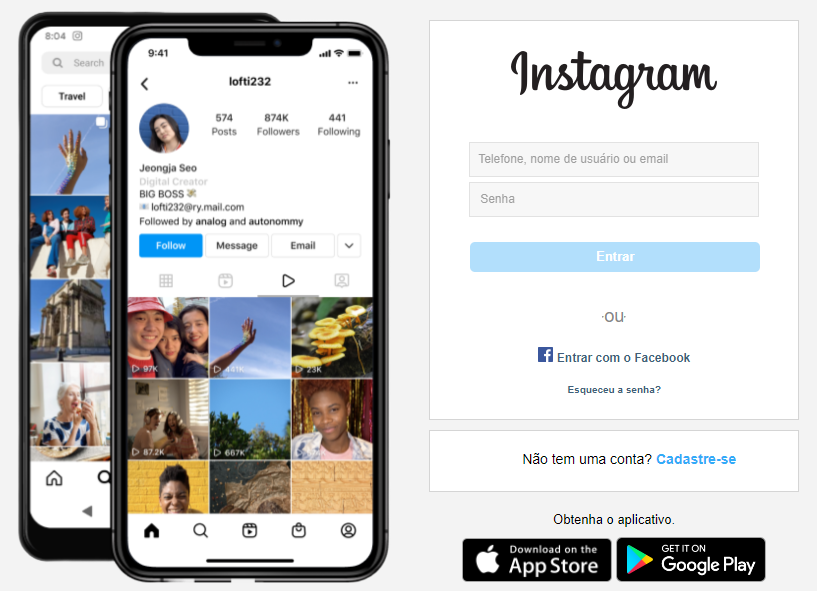 8:04
Search
Travel
9:41
lofti232
574
874K
441
Posts
Followers
Following
Jeongja Seo
Digital Creator
BIG BOSS 💸
📧 lofti232@ry.mail.com
Followed by analog and autonommy
Follow
Message
Email
97K
441K
23K
87.2K
667K
Instagram
Telefone, nome de usuário ou email
Senha
Entrar
·OU·
Entrar com o Facebook
Esqueceu a senha?
Não tem uma conta? Cadastre-se
Obtenha o aplicativo.
Download on the
App Store
GET IT ON
Google Play